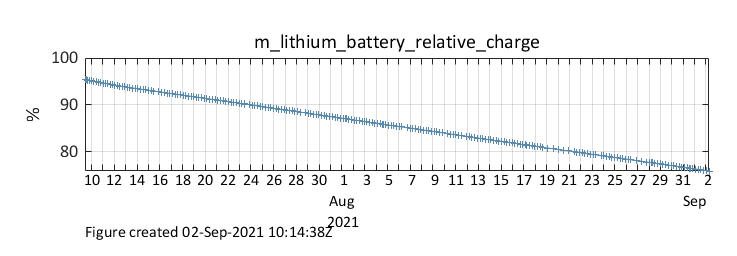 m_lithium_battery_relative_charge
100
90
80
%
10 12 14 16 18 20 22 24 26 28 30 1 3 5 7 9 11 13 15 17 19 21 23 25 27 29 31 2
Aug Sep
2021
Figure created 02-Sep-2021 10:14:38Z